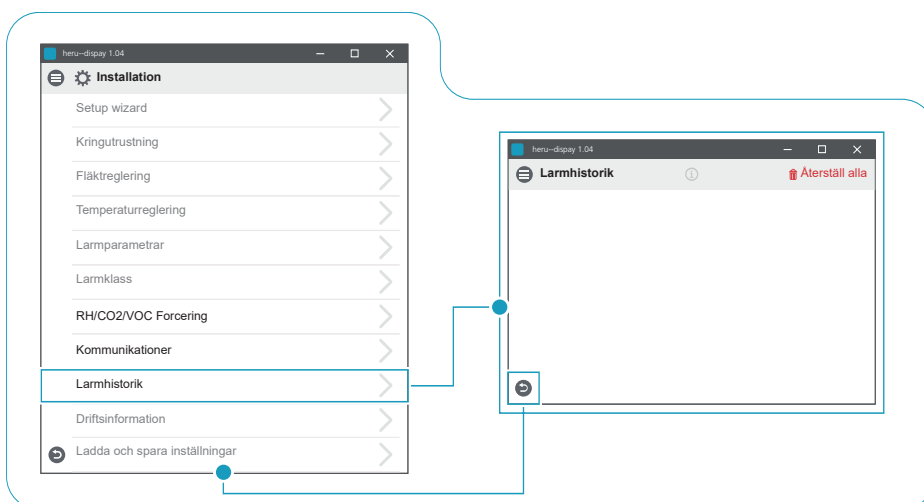 heru--dispay 1.04
Installation
Setup wizard
Kringutrustning
Fläktreglering
Temperaturreglering
Larmparametrar
Larmklass
RH/CO2/VOC Forcering
Kommunikationer
Larmhistorik
Driftsinformation
Ladda och spara inställningar
heru--dispay 1.04
Larmhistorik
Återställ alla